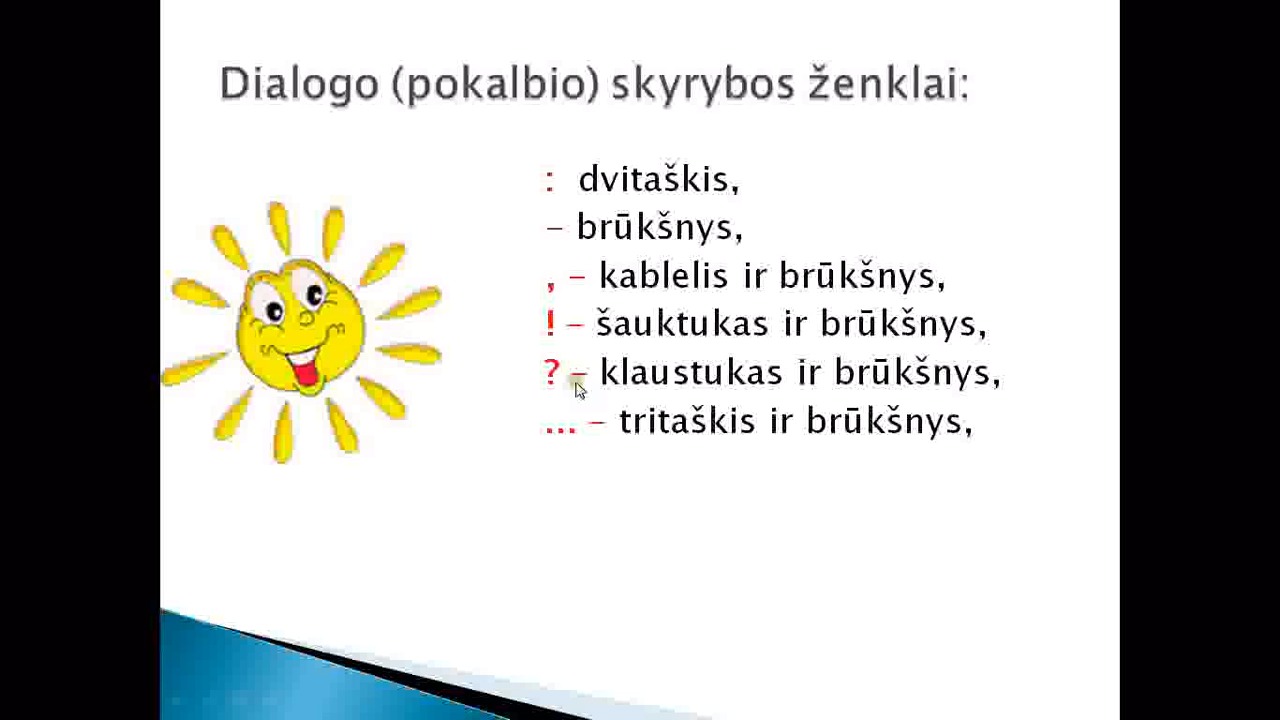 Dialogo (pokalbio) skyrybos ženklai:
: dvitaškis,
– brūkšnys,
, – kablelis ir brūkšnys,
! – šauktukas ir brūkšnys,
? – klaustukas ir brūkšnys,
... – tritaškis ir brūkšnys,